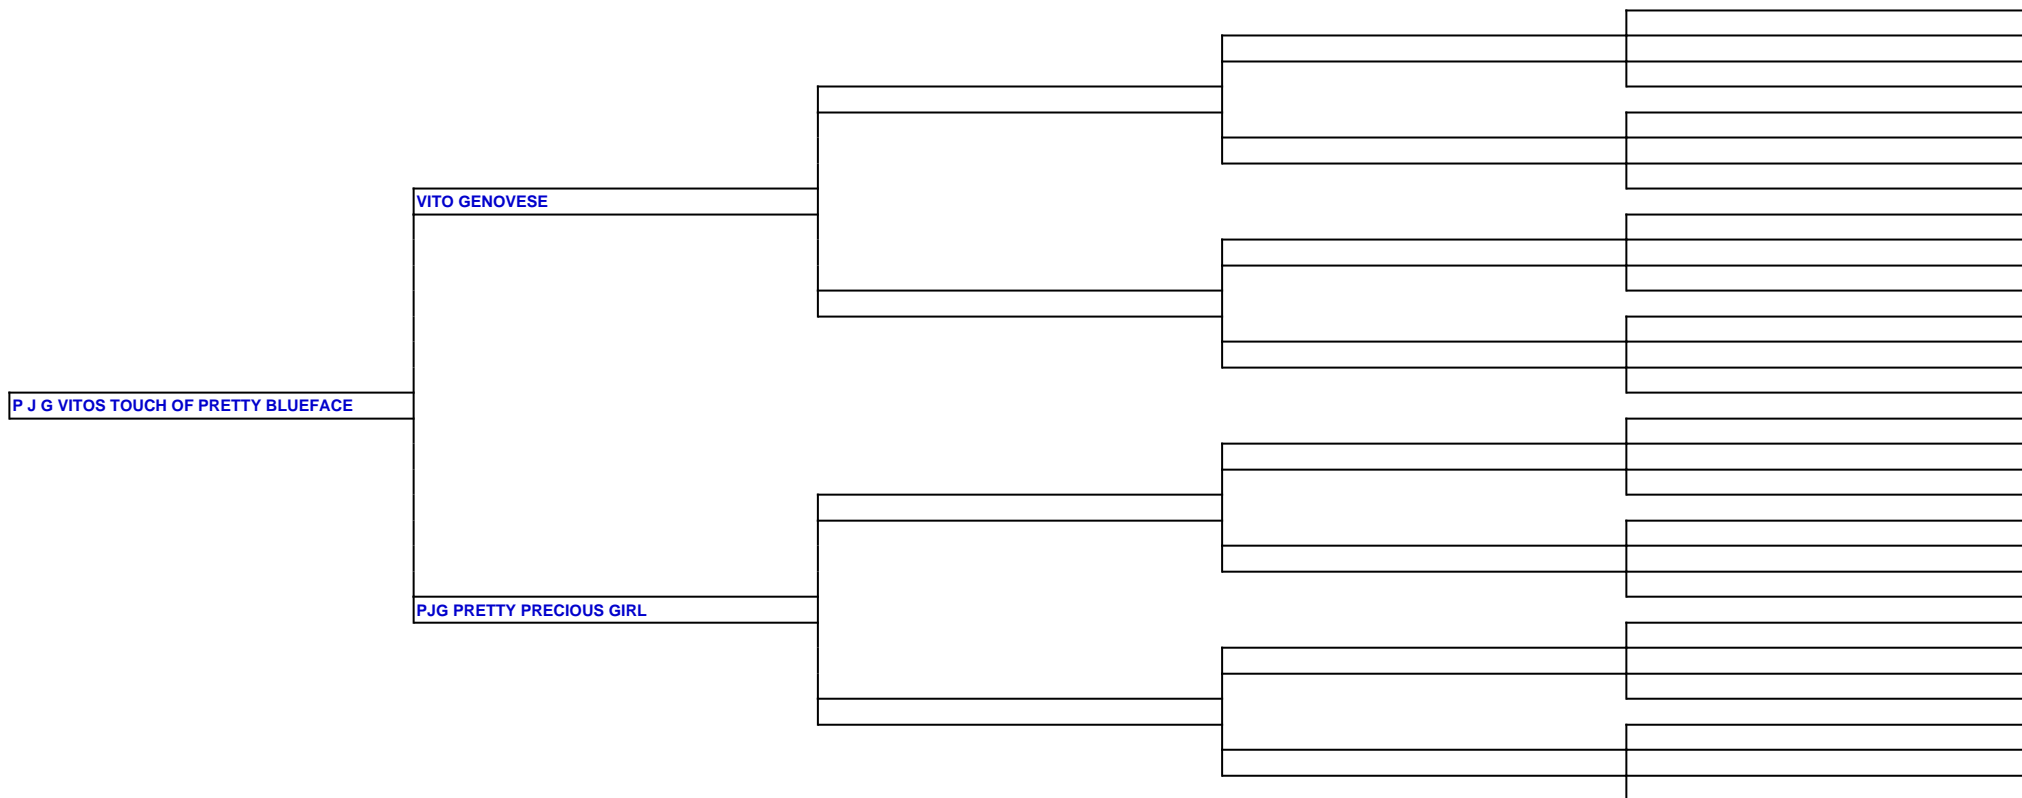 VITO GENOVESE
P J G VITOS TOUCH OF PRETTY BLUEFACE
PJG PRETTY PRECIOUS GIRL